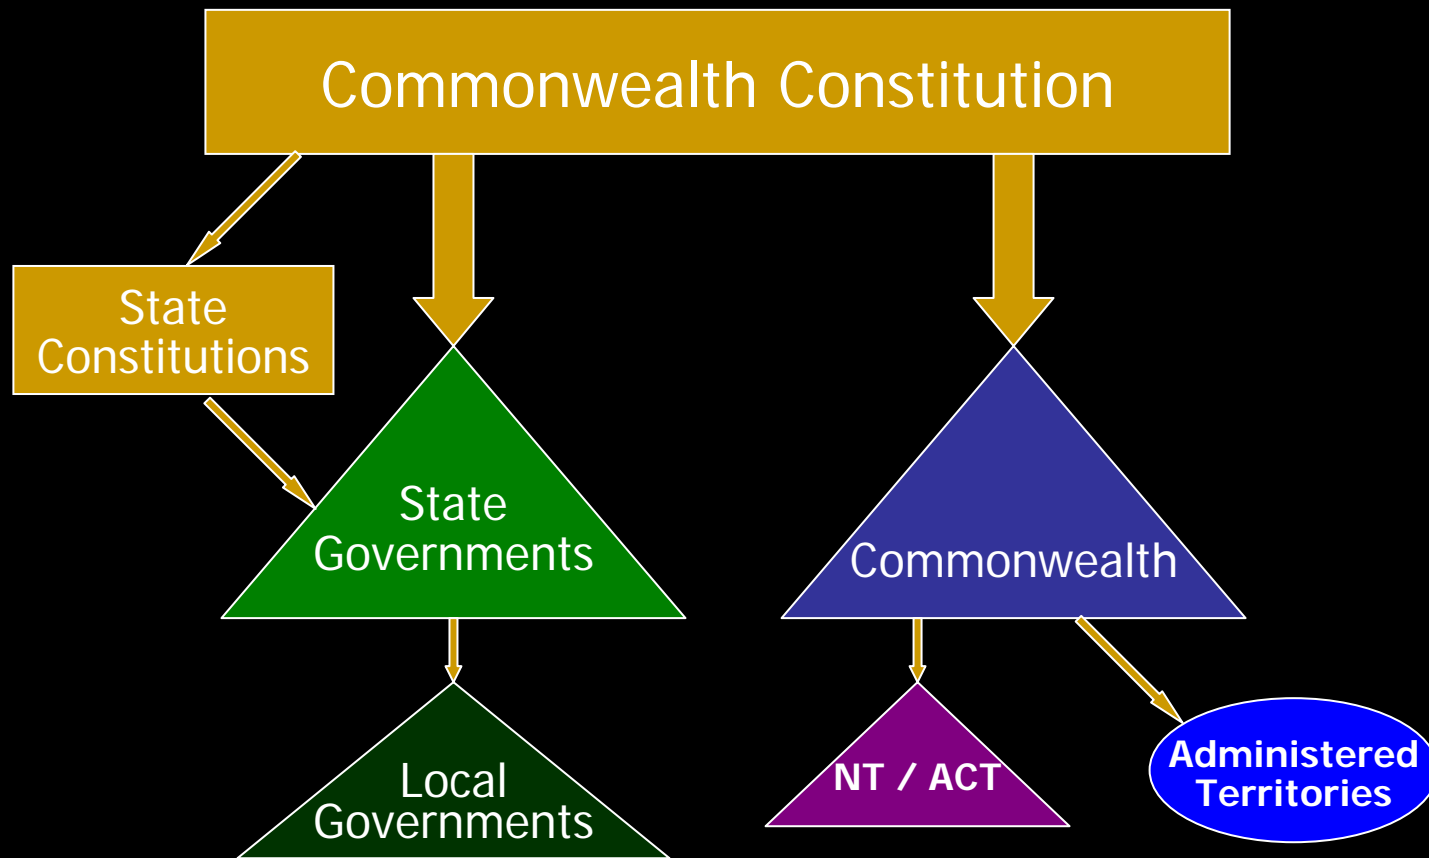 Commonwealth Constitution
State
Constitutions
State
Governments
Commonwealth
Local
Governments
NT / ACT
Administered
Territories